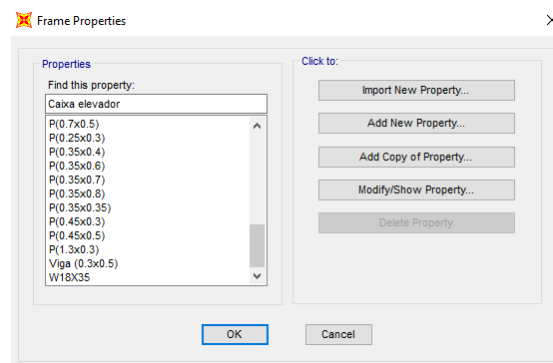 Frame Properties
Properties
Find this property:
Caixa elevador
P(0.7x0.5)
P(0.25x0.3)
P(0.35x0.4)
P(0.35x0.6)
P(0.35x0.7)
P(0.35x0.8)
P(0.35x0.35)
P(0.45x0.3)
P(0.45x0.5)
P(1.3x0.3)
Viga (0.3x0.5)
W18X35
Click to:
Import New Property...
Add New Property...
Add Copy of Property...
Modify/Show Property...
Delete Property
OK
Cancel